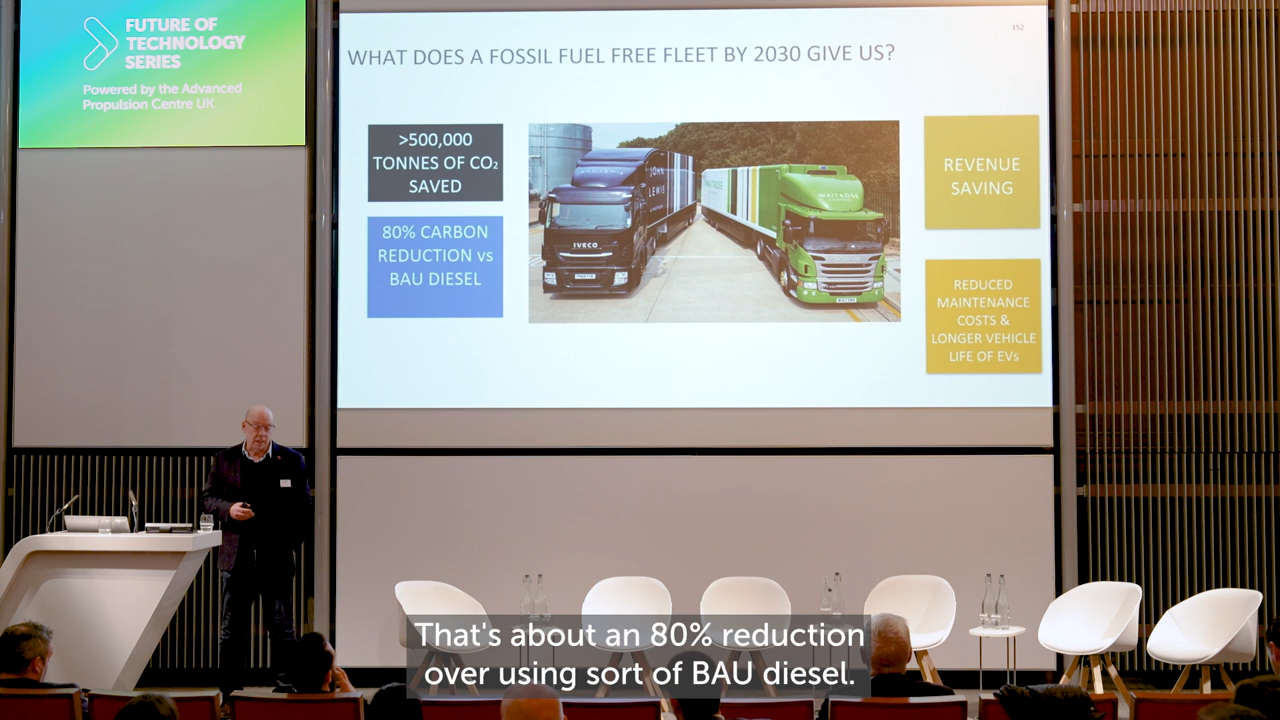 FUTURE OF
TECHNOLOGY
SERIES
Powered by the Advanced
Propulsion Centre UK
152
WHAT DOES A FOSSIL FUEL FREE FLEET BY 2030 GIVE US?
>500,000
TONNES OF CO₂
SAVED
80% CARBON
REDUCTION vs
BAU DIESEL
JOHN
LEWIS
IVECO
WAITROSE
SCANIA
REVENUE
SAVING
REDUCED
MAINTENANCE
COSTS &
LONGER VEHICLE
LIFE OF EVs
That's about an 80% reduction
over using sort of BAU diesel.